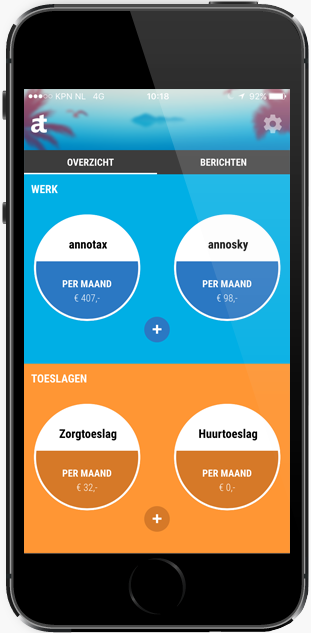 KPN NL 4G 10:18 92%
at
OVERZICHT BERICHTEN
WERK
annotax annosky
PER MAAND PER MAAND
€ 407,- € 98,-
+
TOESLAGEN
Zorgtoeslag Huurtoeslag
PER MAAND PER MAAND
€ 32,- € 0,-
+